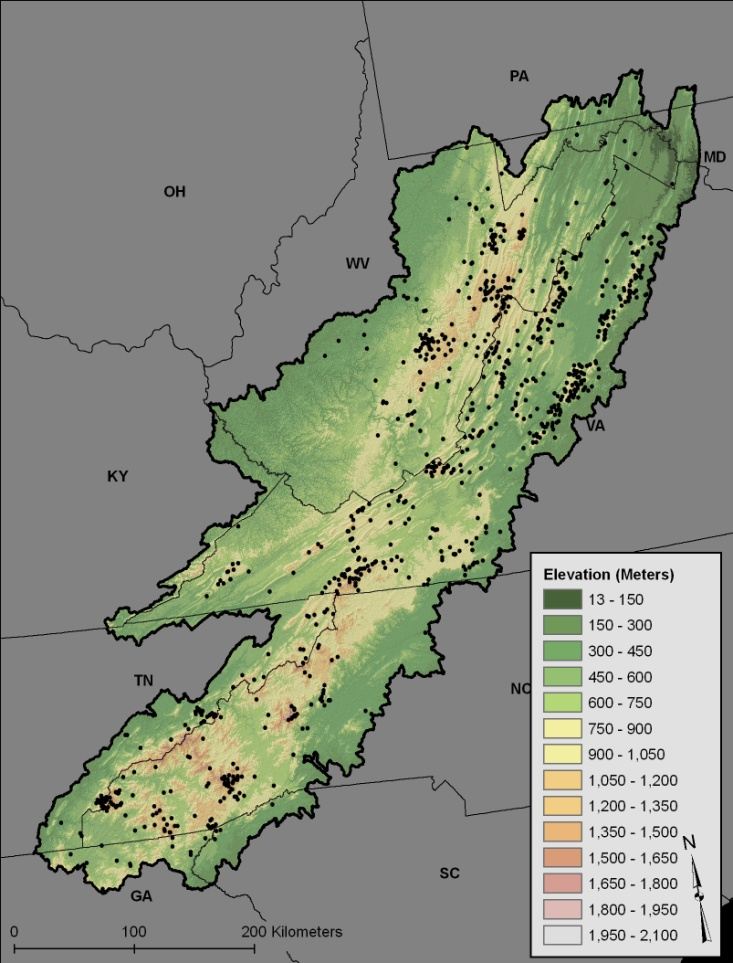 PA
MD
OH
WV
VA
KY
Elevation (Meters)
13 - 150
150 - 300
300 - 450
450 - 600
600 - 750
750 - 900
900 - 1,050
1,050 - 1,200
1,200 - 1,350
1,350 - 1,500
1,500 - 1,650
1,650 - 1,800
1,800 - 1,950
1,950 - 2,100
N
TN
NC
SC
GA
0 100 200 Kilometers